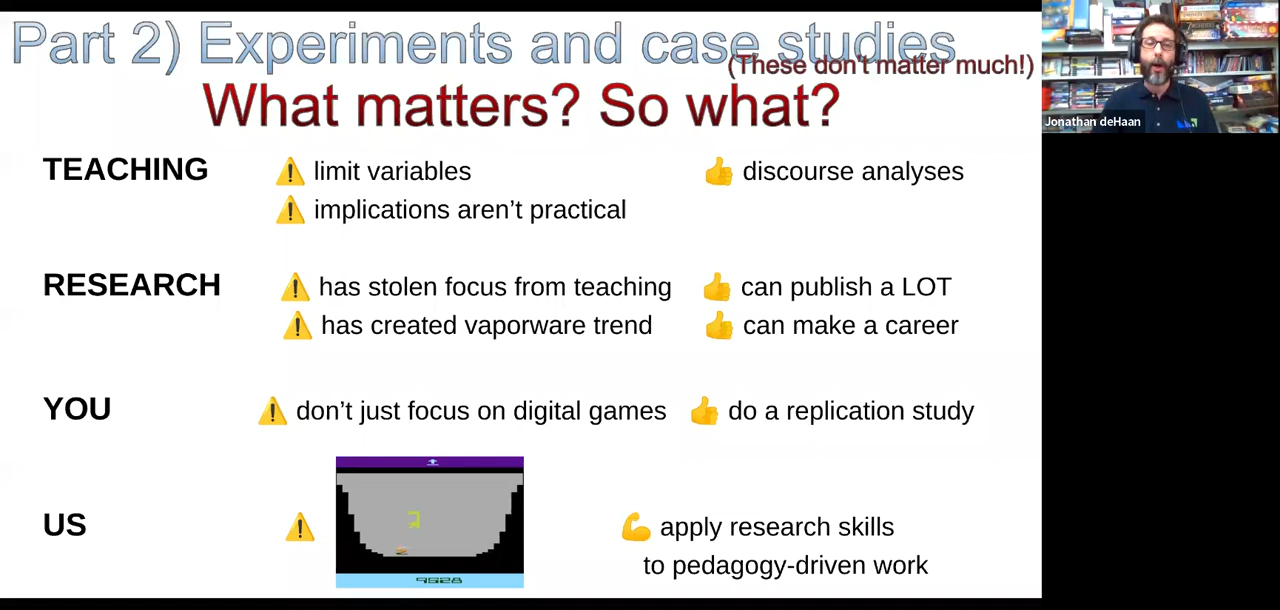 Part 2) Experiments and case studies
(These don't matter much!)
What matters? So what?
Jonathan deHaan
TEACHING
limit variables
discourse analyses
implications aren't practical
RESEARCH
has stolen focus from teaching
can publish a LOT
has created vaporware trend
can make a career
YOU
don't just focus on digital games
do a replication study
US
9528
apply research skills
to pedagogy-driven work